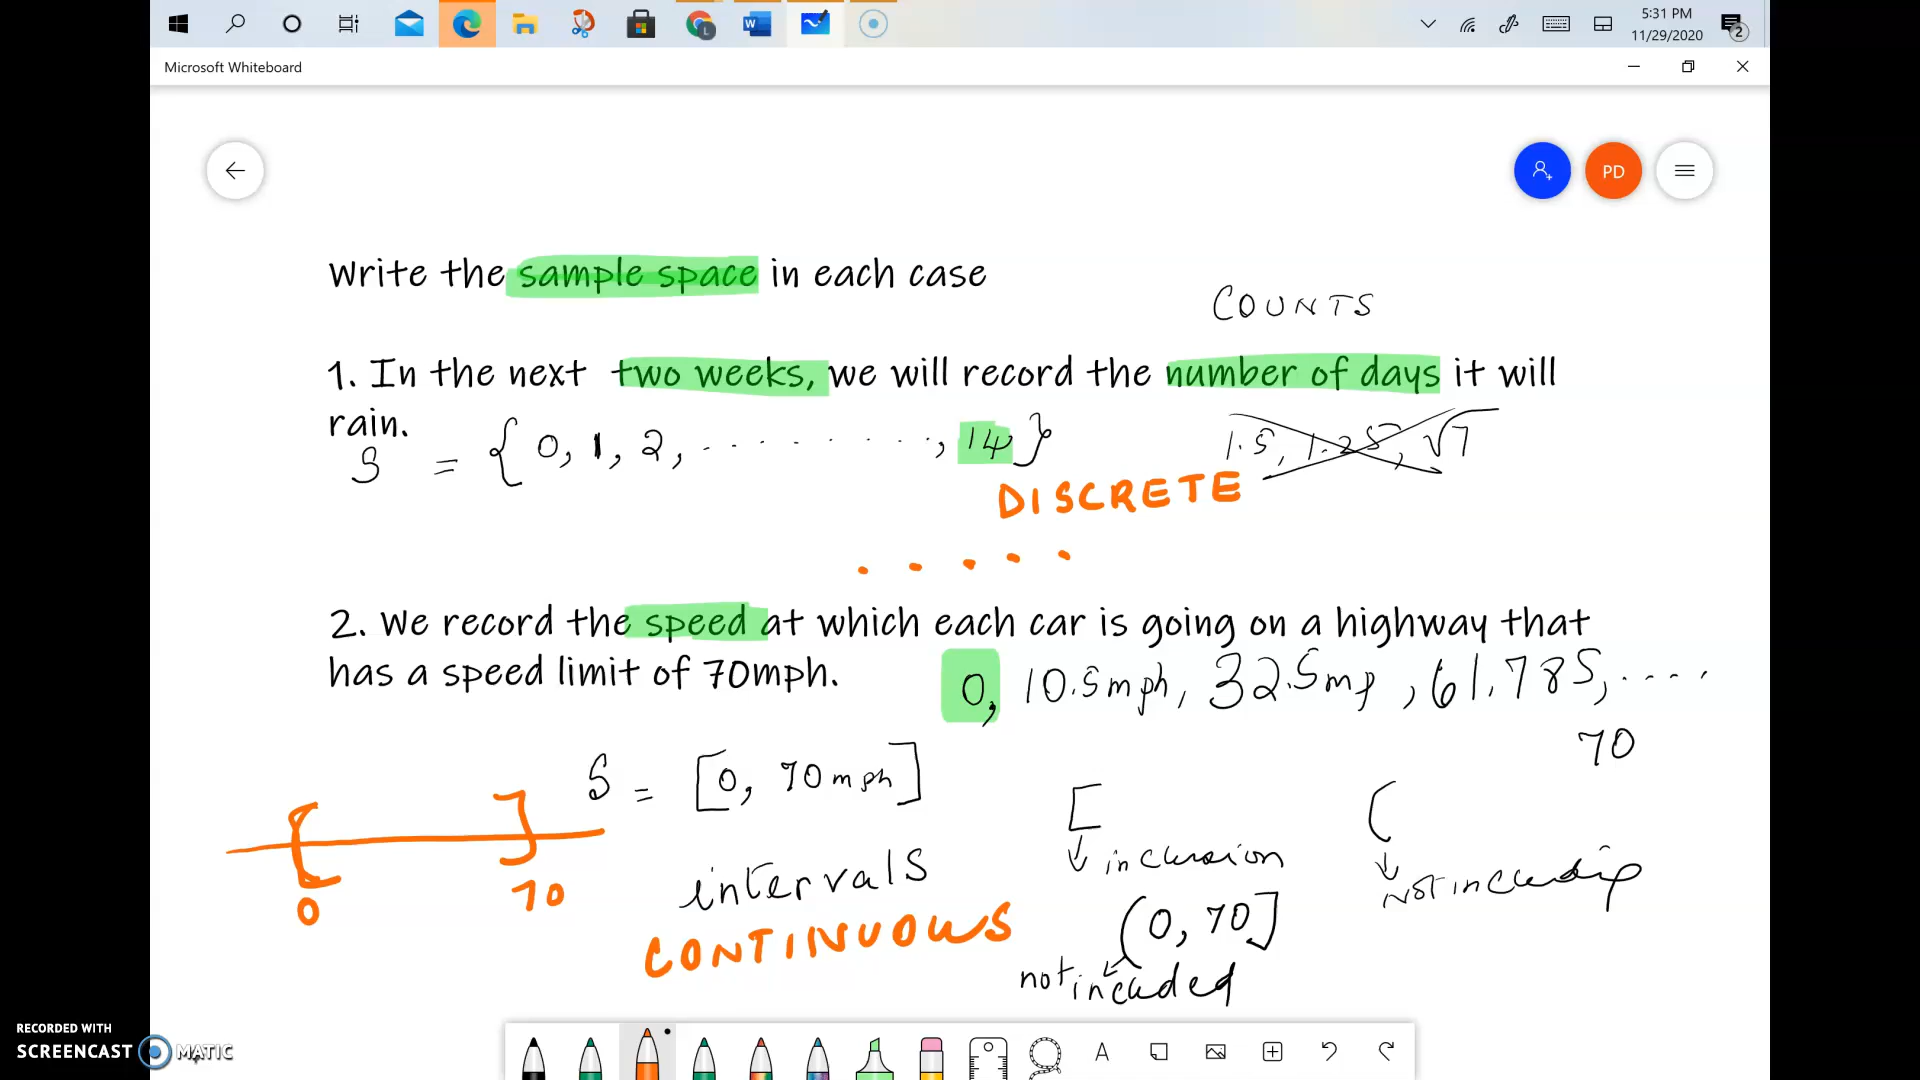 5:31 PM
11/29/2020
2
Microsoft Whiteboard
PD
Write the sample space in each case
COUNTS
1. In the next two weeks, we will record the number of days it will
rain.
S = { 0, 1, 2, ........., 14 }
1.5, 1.25, √7
DISCRETE
.....
2. We record the speed at which each car is going on a highway that
has a speed limit of 70mph.
0, 10.5mph, 32.5mp, 61.785, ....
70
S = [0, 70mph]
[
(
0
70
intervals
inclusion
not including
CONTINUOUS
(0, 70]
not included
RECORDED WITH
SCREENCAST MATIC